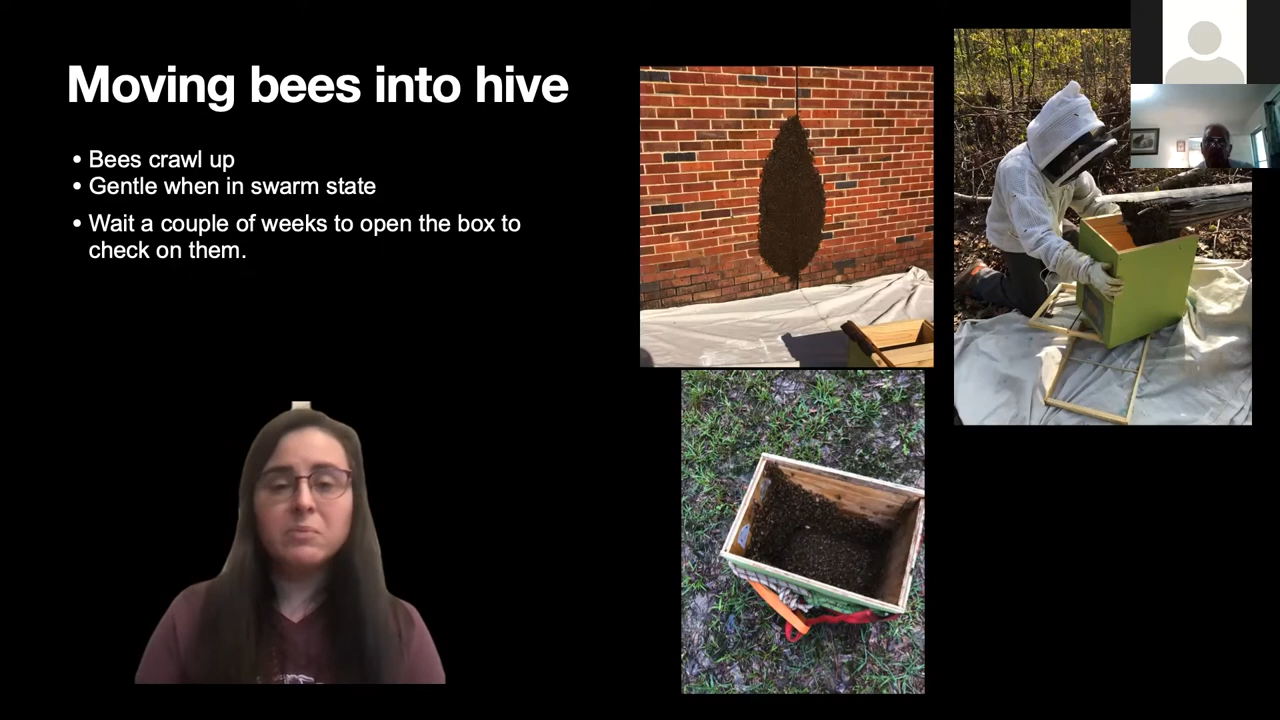 Moving bees into hive
• Bees crawl up
• Gentle when in swarm state
• Wait a couple of weeks to open the box to
check on them.